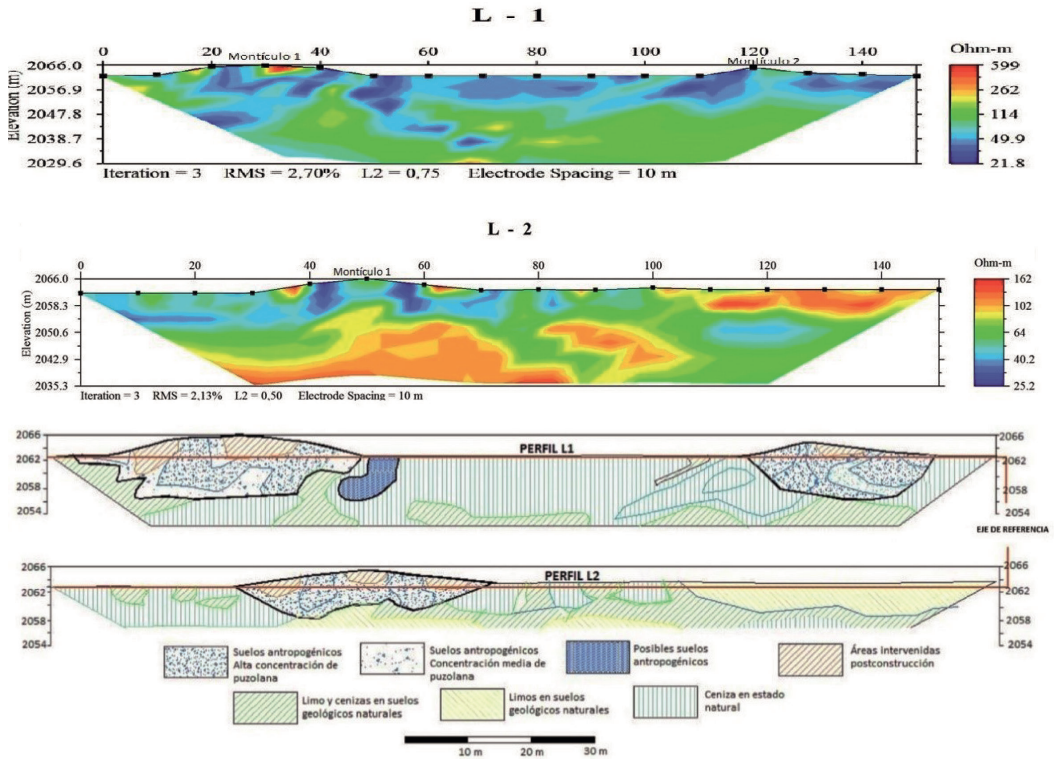 L - 1
0 20 40 60 80 100 120 140
Montículo 1
Montículo 2
Ohm-m
Elevation (m)
2066.0
2056.9
2047.8
2038.7
2029.6
599
262
114
49.9
21.8
Iteration = 3 RMS = 2,70% L2 = 0,75 Electrode Spacing = 10 m
L - 2
0 20 40 60 80 100 120 140
Montículo 1
Ohm-m
Elevation (m)
2066.0
2058.3
2050.6
2042.9
2035.3
162
102
64
40.2
25.2
Iteration = 3 RMS = 2,13% L2 = 0,50 Electrode Spacing = 10 m
PERFIL L1
2066
2062
2058
2054
2066
2062
2058
2054
EJE DE REFERENCIA
PERFIL L2
2066
2062
2058
2054
2066
2062
2058
2054
Suelos antropogénicos
Alta concentración de
puzolana
Suelos antropogénicos
Concentración media de
puzolana
Posibles suelos
antropogénicos
Áreas intervenidas
postconstrucción
Limo y cenizas en suelos
geológicos naturales
Limos en suelos
geológicos naturales
Ceniza en estado
natural
10 m 20 m 30 m